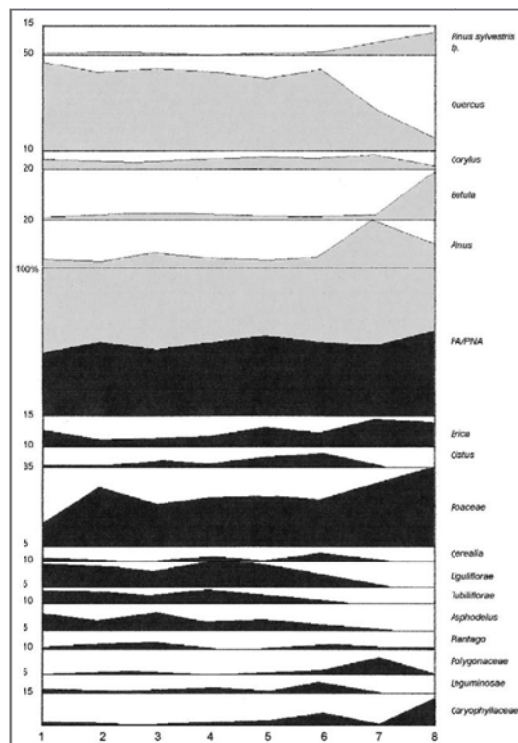 15
Pinus sylvestris
p.
50
Quercus
10
Corylus
20
Betula
20
Alnus
100%
PA/PNA
15
Erica
10
Cistus
35
Poaceae
5
Cerealia
10
Liguliflorae
5
Tubiliflorae
10
Asphodelus
5
Plantago
10
Polygonaceae
5
Leguminosae
15
Caryophyllaceae
1 2 3 4 5 6 7 8